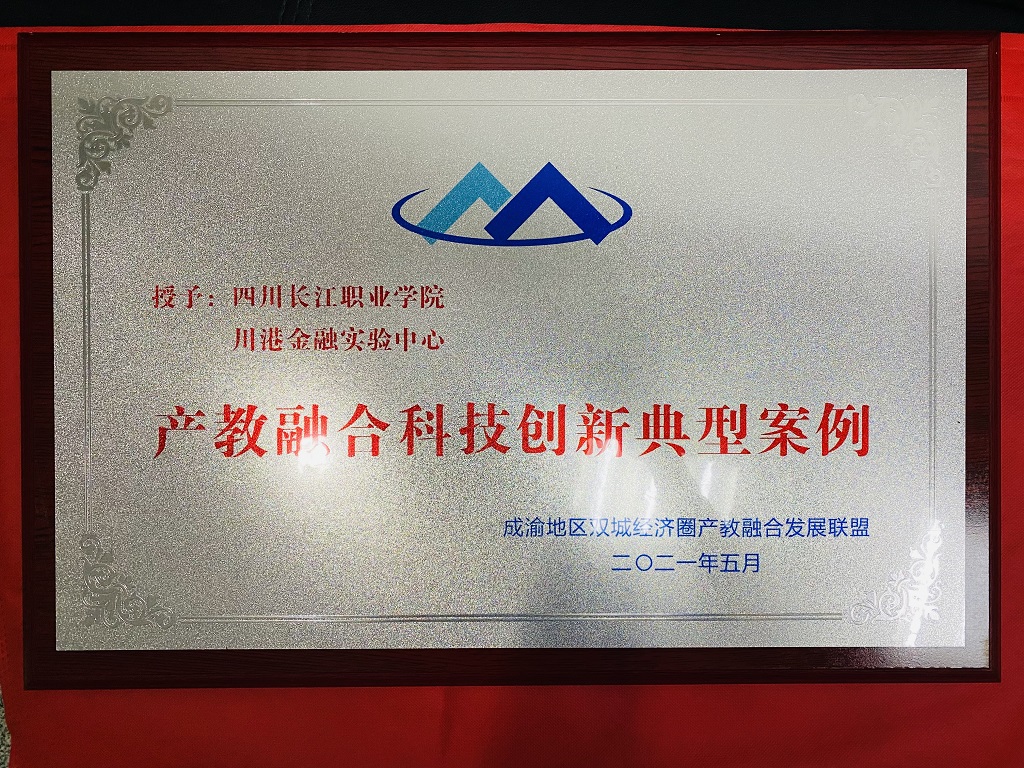 授予：四川长江职业学院
川港金融实验中心
产教融合科技创新典型案例
成渝地区双城经济圈产教融合发展联盟
二〇二一年五月